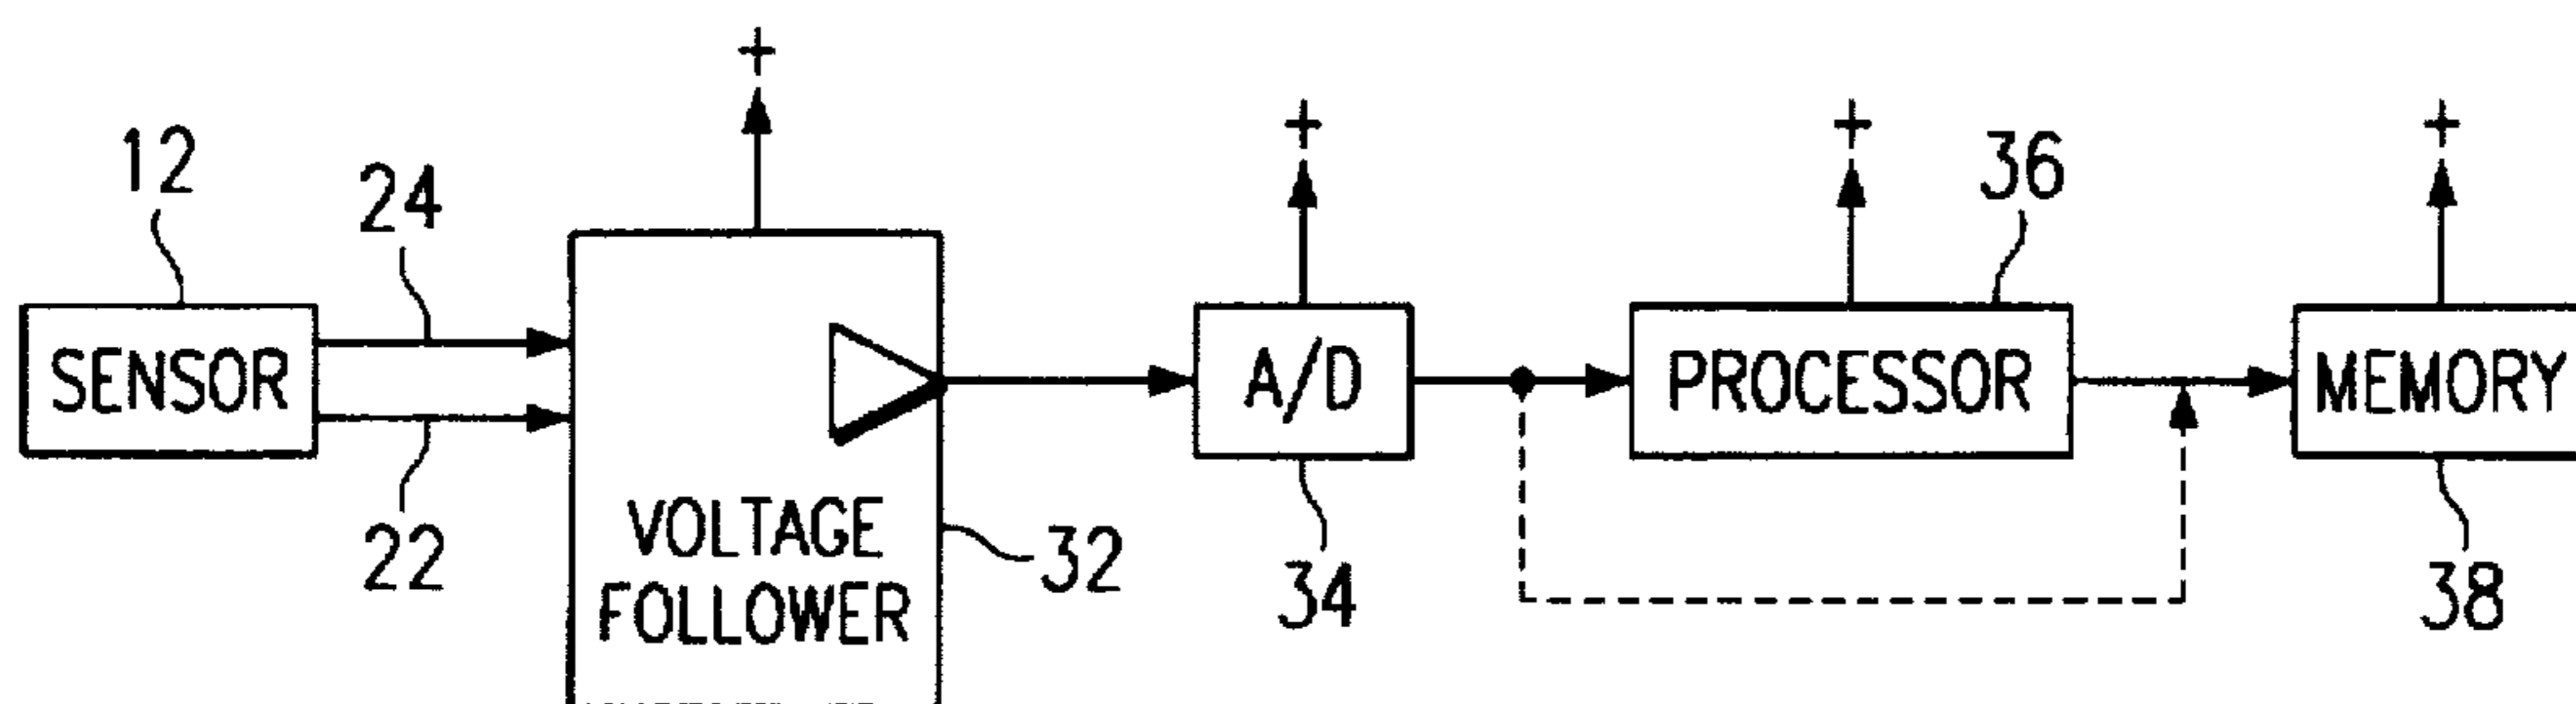 +
+
+
+
12
24
36
SENSOR
A/D
PROCESSOR
MEMORY
22
VOLTAGE
FOLLOWER
32
34
38